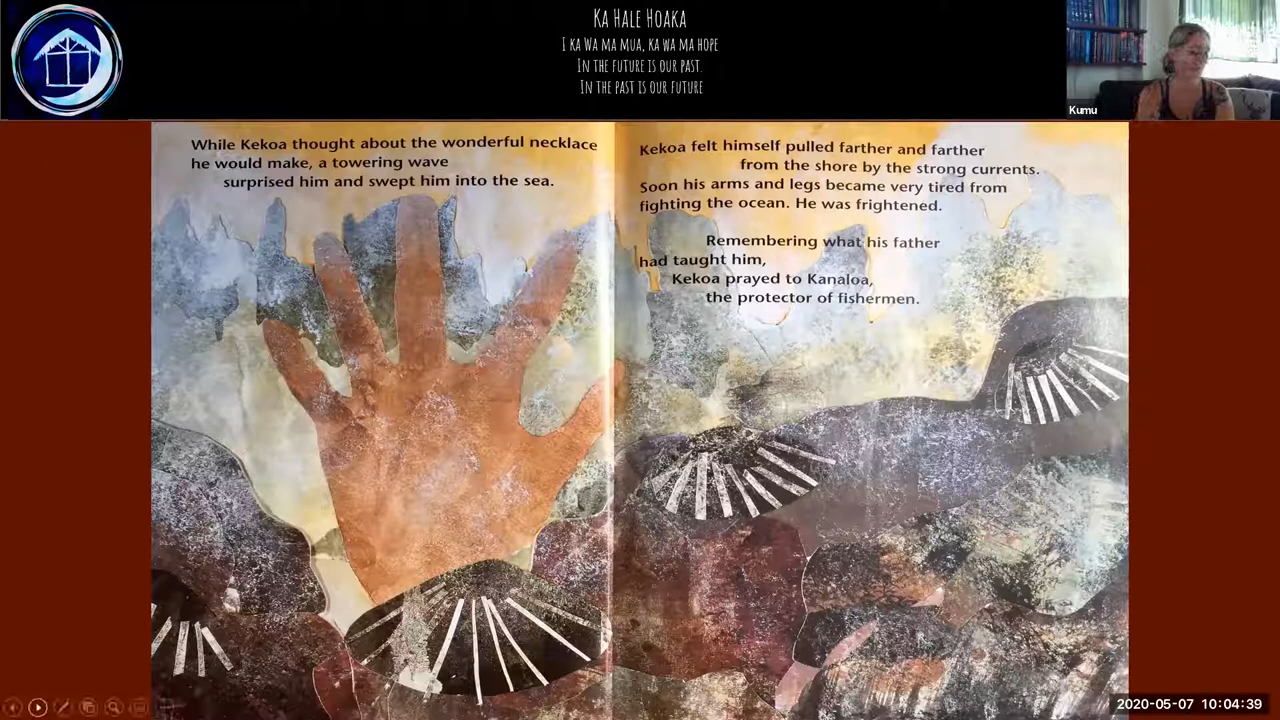 Ka Hale Hoaka
I ka Wa ma mua, ka wa ma hope
In the future is our past.
In the past is our future
Kumu
While Kekoa thought about the wonderful necklace
he would make, a towering wave
surprised him and swept him into the sea.
Kekoa felt himself pulled farther and farther
from the shore by the strong currents.
Soon his arms and legs became very tired from
fighting the ocean. He was frightened.
Remembering what his father
had taught him,
Kekoa prayed to Kanaloa,
the protector of fishermen.
2020-05-07 10:04:39